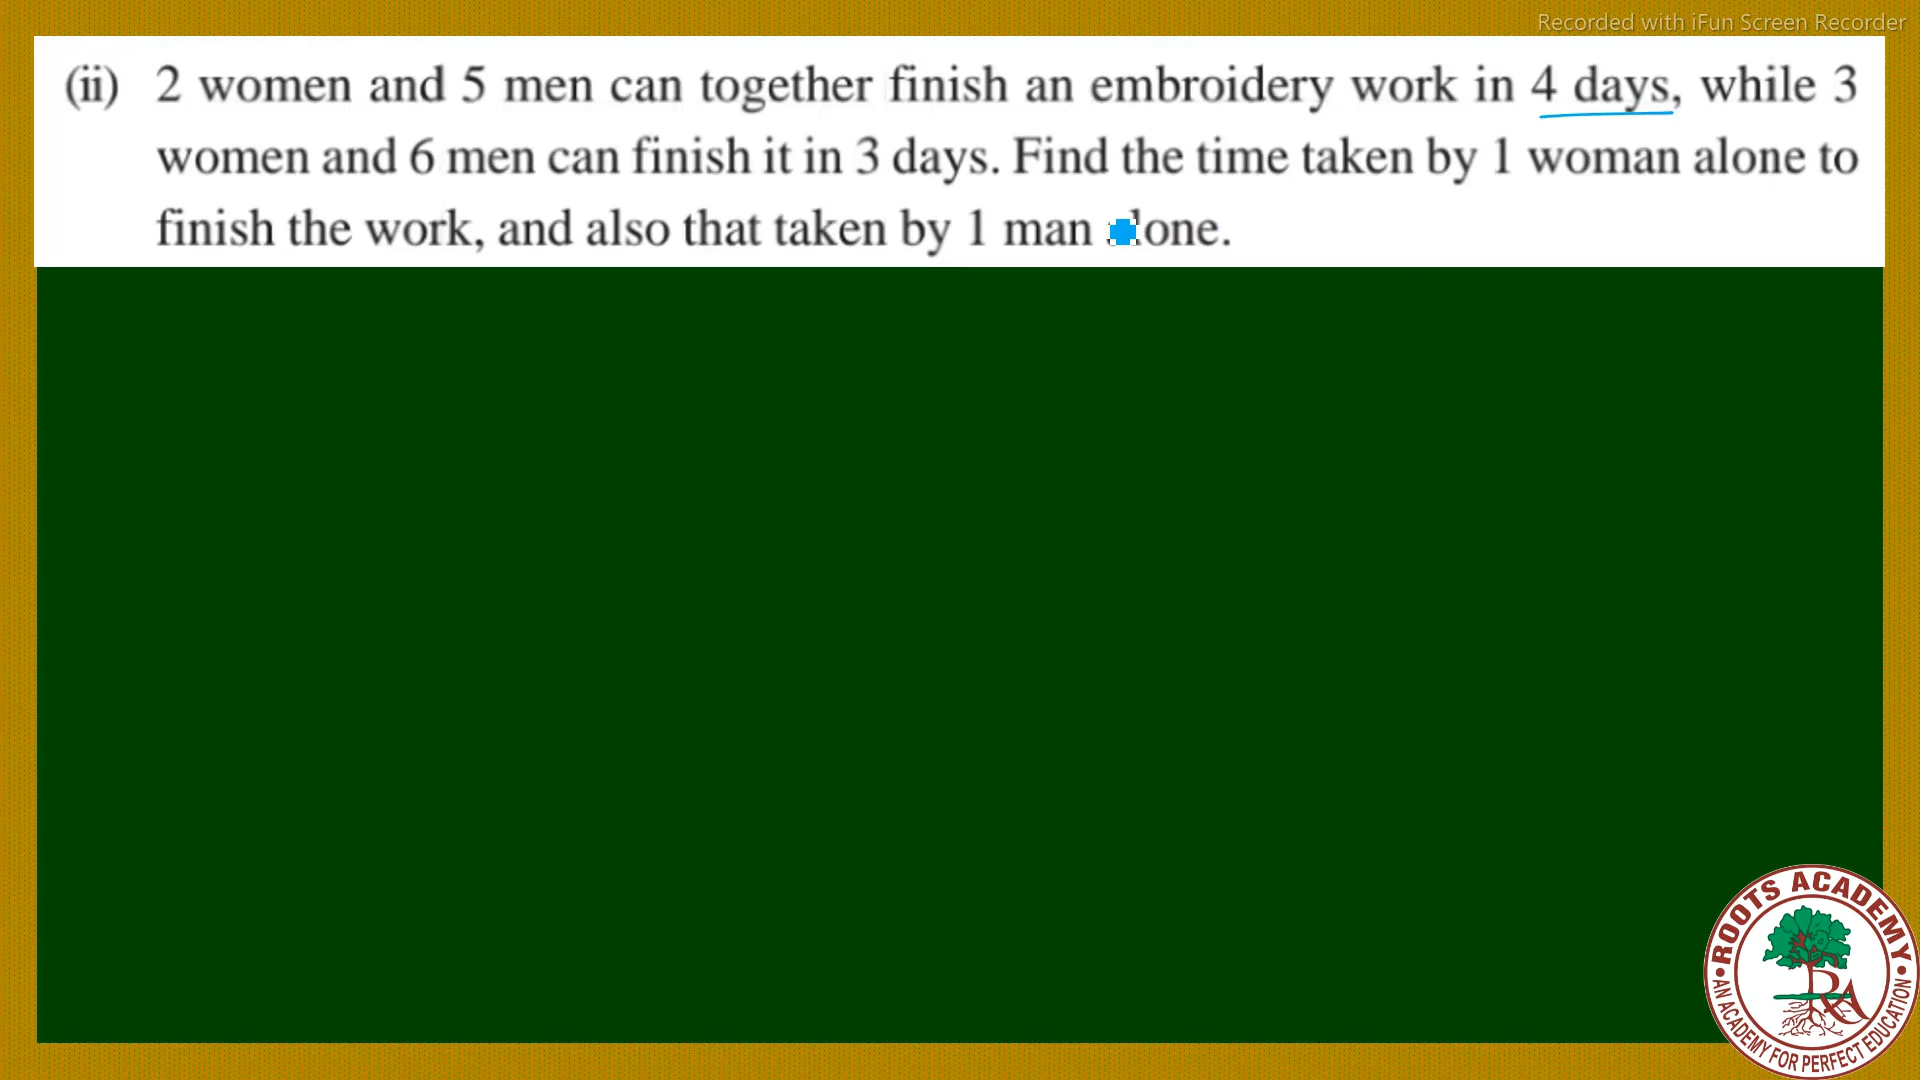 Recorded with iFun Screen Recorder
(ii) 2 women and 5 men can together finish an embroidery work in 4 days, while 3
women and 6 men can finish it in 3 days. Find the time taken by 1 woman alone to
finish the work, and also that taken by 1 man alone.
ROOTS ACADEMY
RA
AN ACADEMY FOR PERFECT EDUCATION